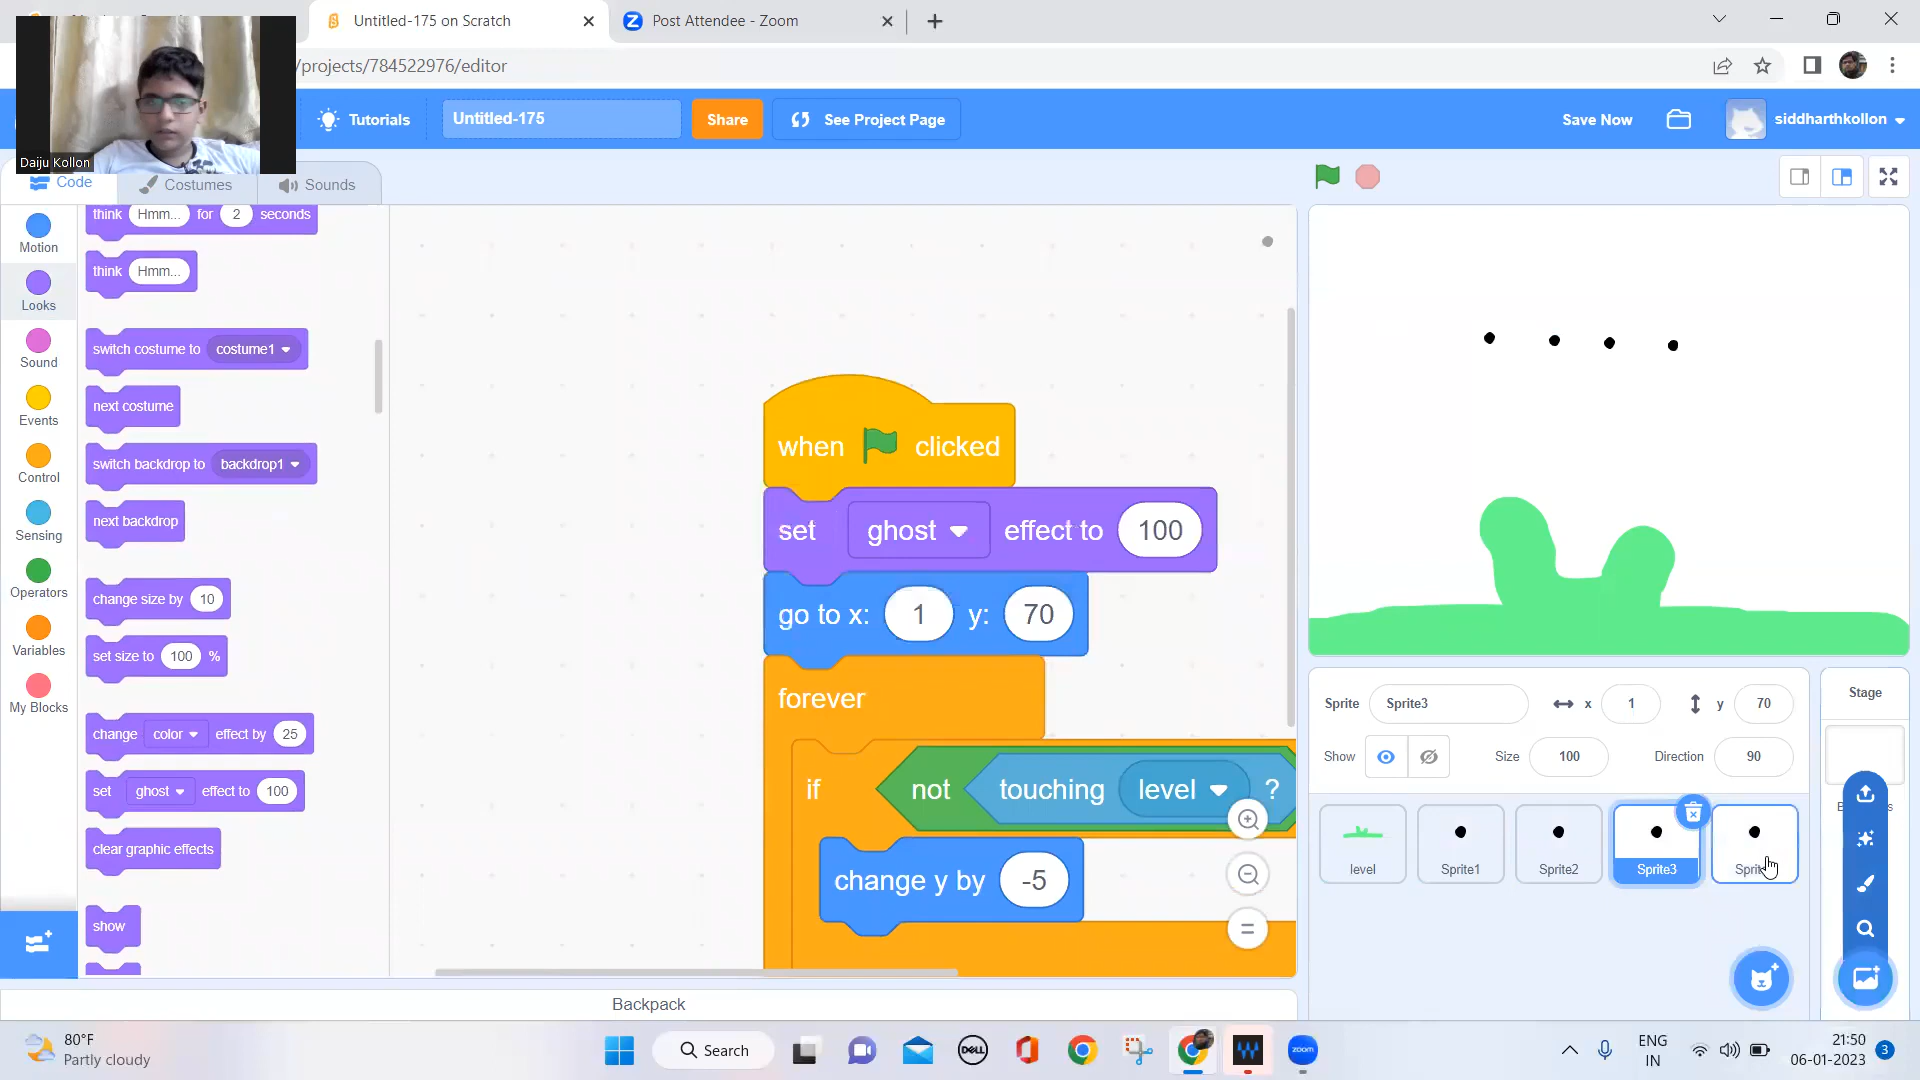 Untitled-175 on Scratch
Post Attendee - Zoom
/projects/784522976/editor
Daiju Kollon
Tutorials
Untitled-175
Share
See Project Page
Save Now
siddharthkollon
Code
Costumes
Sounds
Motion
Looks
Sound
Events
Control
Sensing
Operators
Variables
My Blocks
think Hmm... for 2 seconds
think Hmm...
switch costume to costume1
next costume
switch backdrop to backdrop1
next backdrop
change size by 10
set size to 100 %
change color effect by 25
set ghost effect to 100
clear graphic effects
show
when clicked
set ghost effect to 100
go to x: 1 y: 70
forever
if not touching level ?
change y by -5
Backpack
Sprite Sprite3 x 1 y 70
Show Size 100 Direction 90
level
Sprite1
Sprite2
Sprite3
Stage
80°F
Partly cloudy
Search
DELL
zoom
ENG
IN
21:50
06-01-2023
3